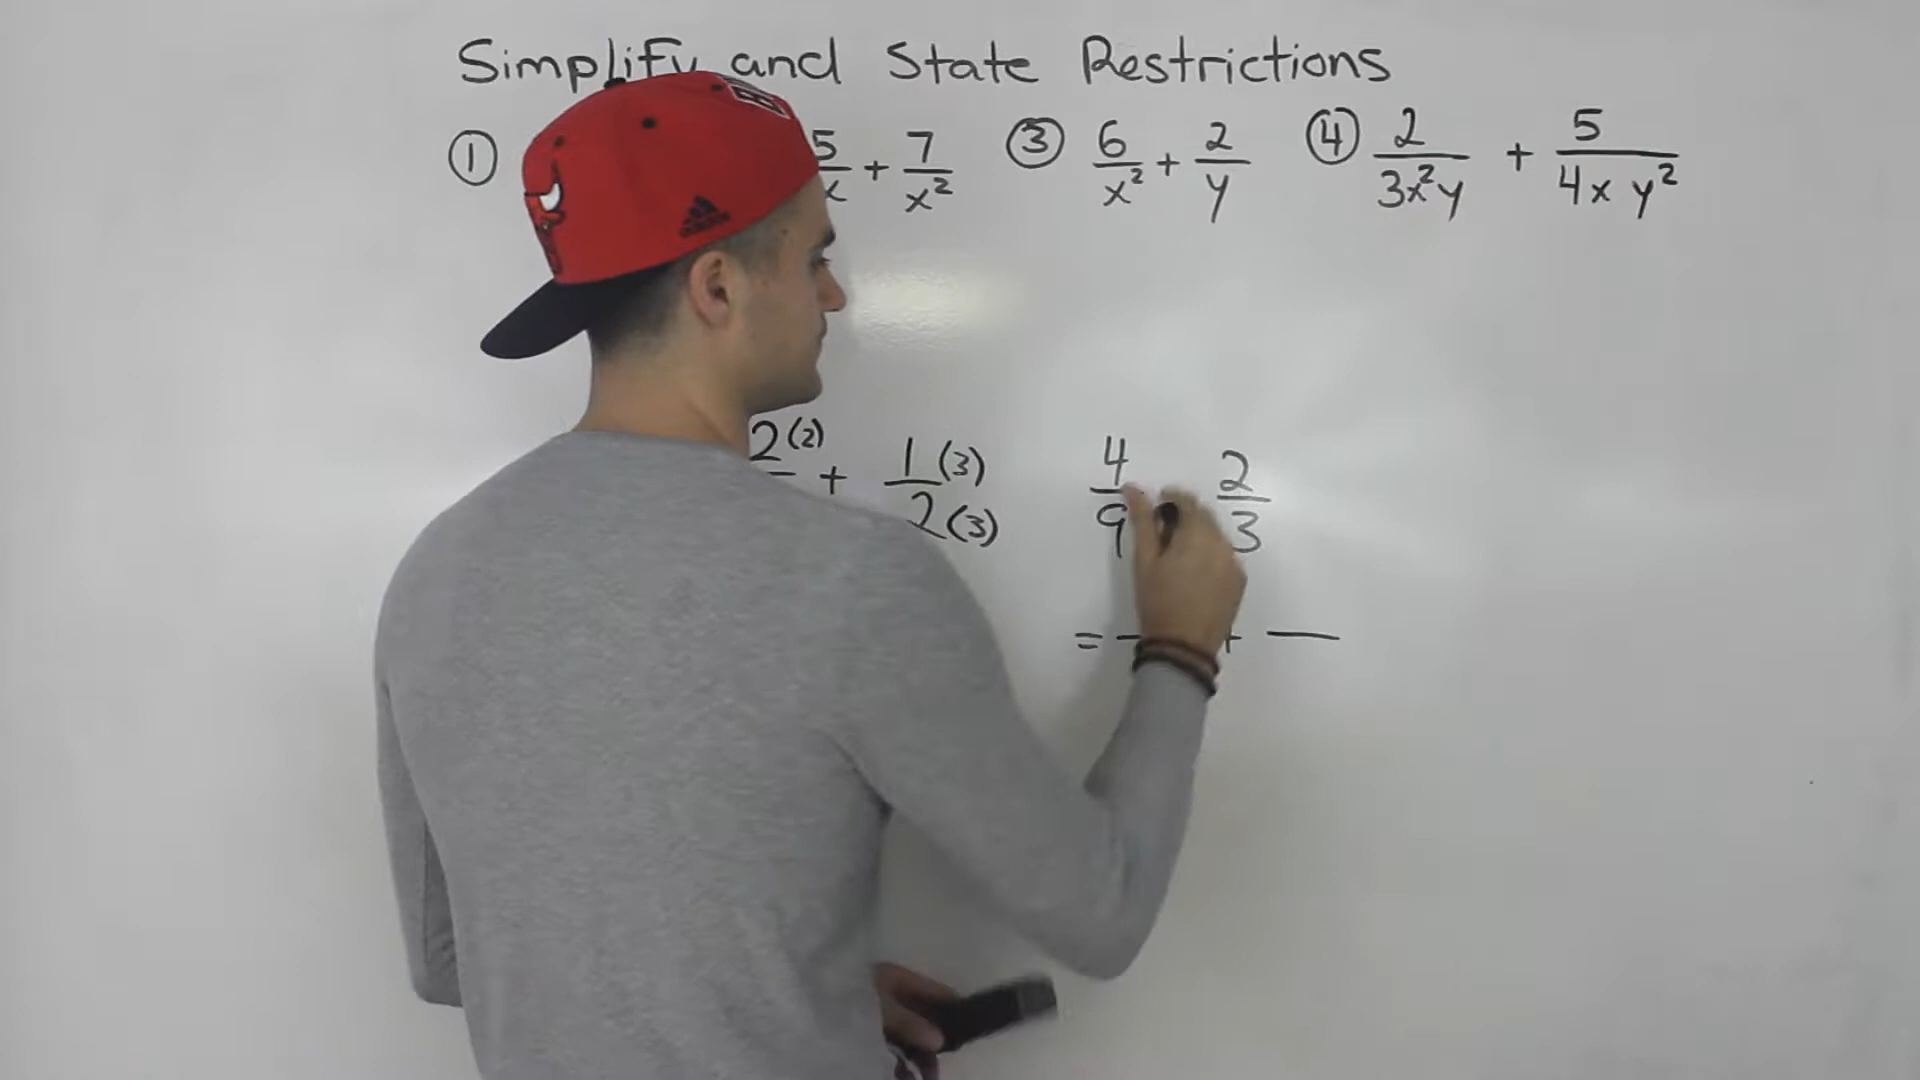 Simplify and State Restrictions
① 5/x + 7/x² ③ 6/x² + 2/y ④ 2/3x²y + 5/4xy²
2(2) + 1(3)/2(3) 4/9 2/3
= — + —